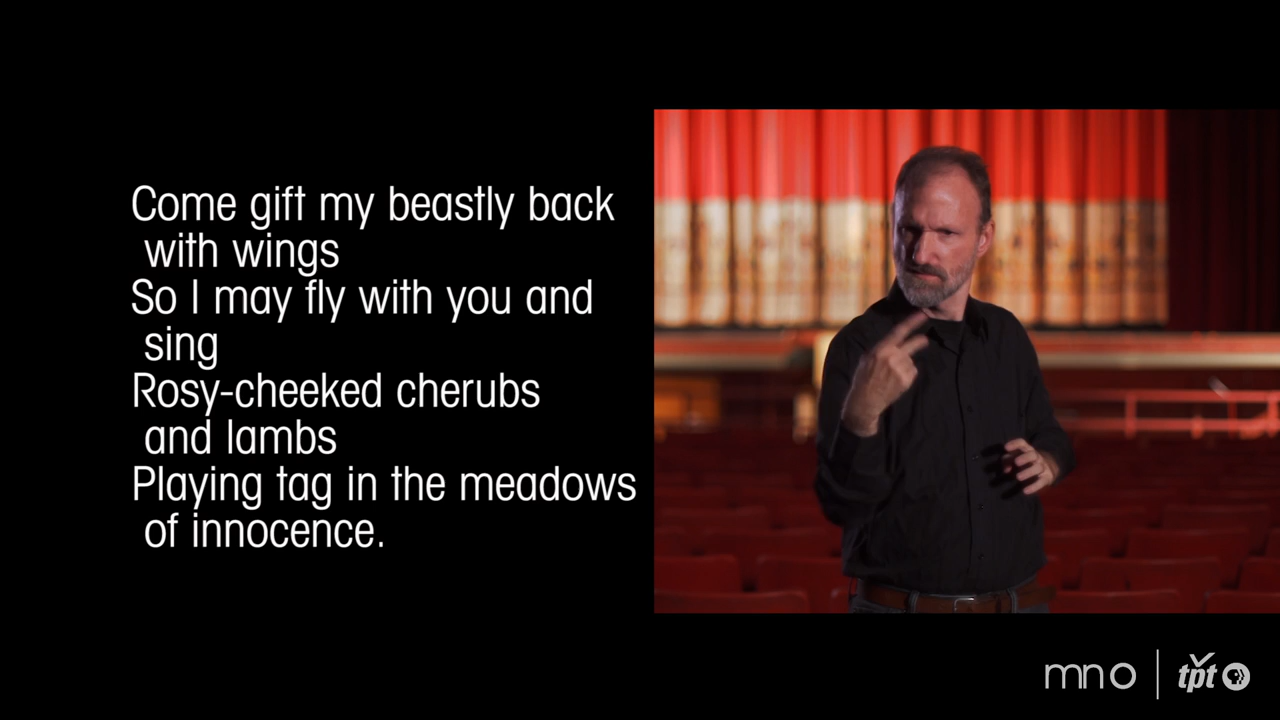 Come gift my beastly back
with wings
So I may fly with you and
sing
Rosy-cheeked cherubs
and lambs
Playing tag in the meadows
of innocence.
mno | tpt